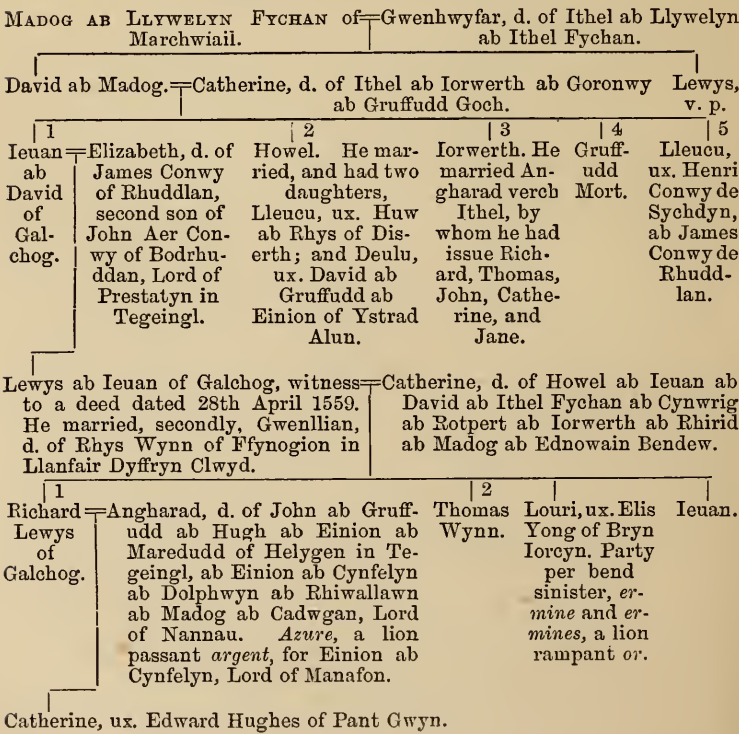 MADOG AB LLYWELYN FYCHAN of
Marchwiail.
Gwenhwyfar, d. of Ithel ab Llywelyn
ab Ithel Fychan.
David ab Madog.
Catherine, d. of Ithel ab Iorwerth ab Goronwy
ab Gruffudd Goch.
Lewys,
v. p.
1
Ieuan
ab
David
of
Gal-
chog.
Elizabeth, d. of
James Conwy
of Rhuddlan,
second son of
John Aer Con-
wy of Bodrhu-
ddan, Lord of
Prestatyn in
Tegeingl.
2
Howel. He mar-
ried, and had two
daughters,
Lleucu, ux. Huw
ab Rhys of Dis-
erth; and Deulu,
ux. David ab
Gruffudd ab
Einion of Ystrad
Alun.
3
Iorwerth. He
married An-
gharad verch
Ithel, by
whom he had
issue Rich-
ard, Thomas,
John, Cathe-
rine, and
Jane.
4
Gruff-
udd
Mort.
5
Lleucu,
ux. Henri
Conwy de
Sychdyn,
ab James
Conwy de
Rhudd-
lan.
Lewys ab Ieuan of Galchog, witness
to a deed dated 28th April 1559.
He married, secondly, Gwenllian,
d. of Rhys Wynn of Ffynogion in
Llanfair Dyffryn Clwyd.
Catherine, d. of Howel ab Ieuan ab
David ab Ithel Fychan ab Cynwrig
ab Rotpert ab Iorwerth ab Rhirid
ab Madog ab Ednowain Bendew.
1
Richard
Lewys
of
Galchog.
Angharad, d. of John ab Gruff-
udd ab Hugh ab Einion ab
Maredudd of Helygen in Te-
geingl, ab Einion ab Cynfelyn
ab Dolphwyn ab Rhiwallawn
ab Madog ab Cadwgan, Lord
of Nannau. Azure, a lion
passant argent, for Einion ab
Cynfelyn, Lord of Manafon.
2
Thomas
Wynn.
Louri, ux. Elis
Yong of Bryn
Iorcyn. Party
per bend
sinister, er-
mine and er-
mines, a lion
rampant or.
Ieuan.
Catherine, ux. Edward Hughes of Pant Gwyn.